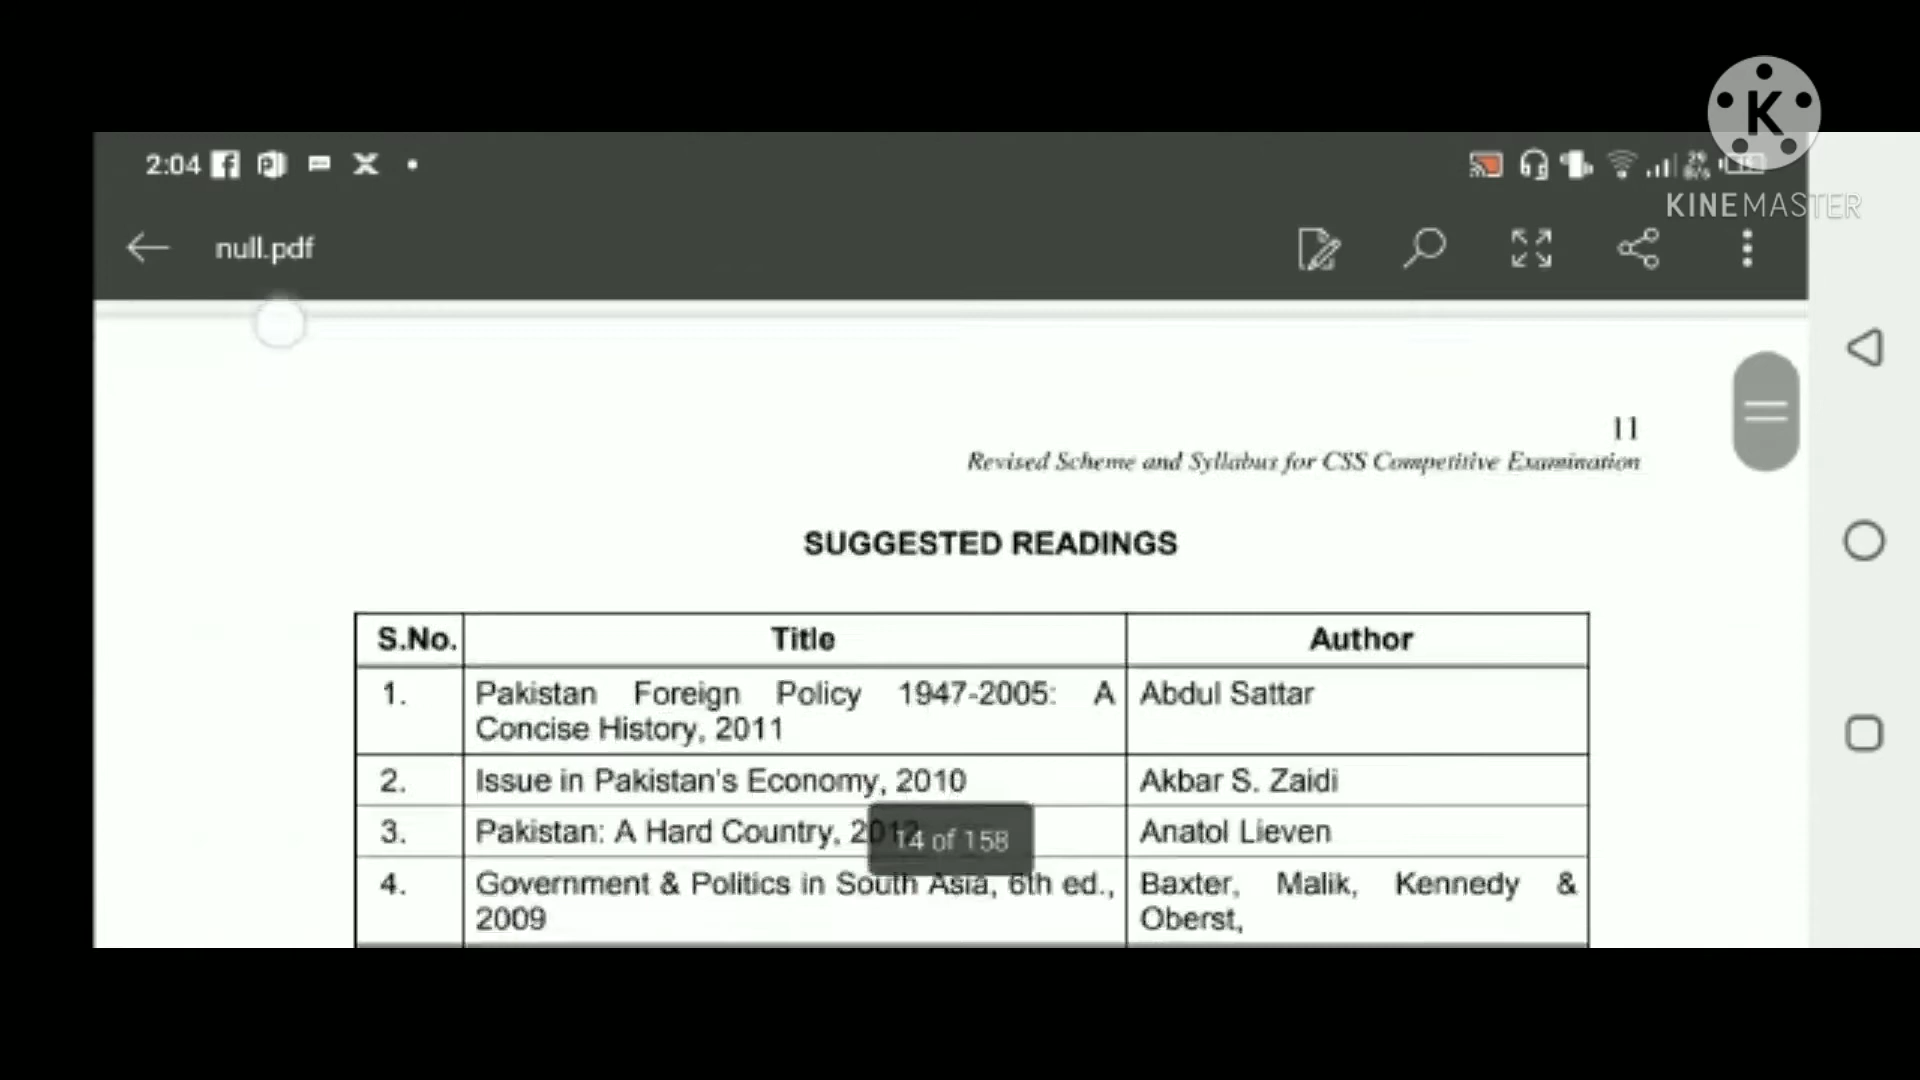 K
KINEMASTER
2:04
null.pdf
11
Revised Scheme and Syllabus for CSS Competitive Examination
SUGGESTED READINGS
S.No. Title Author
1. Pakistan Foreign Policy 1947-2005: A Abdul Sattar
Concise History, 2011
2. Issue in Pakistan's Economy, 2010 Akbar S. Zaidi
3. Pakistan: A Hard Country, Anatol Lieven
14 of 158
4. Government & Politics in South Asia, 6th ed., Baxter, Malik, Kennedy &
2009 Oberst,